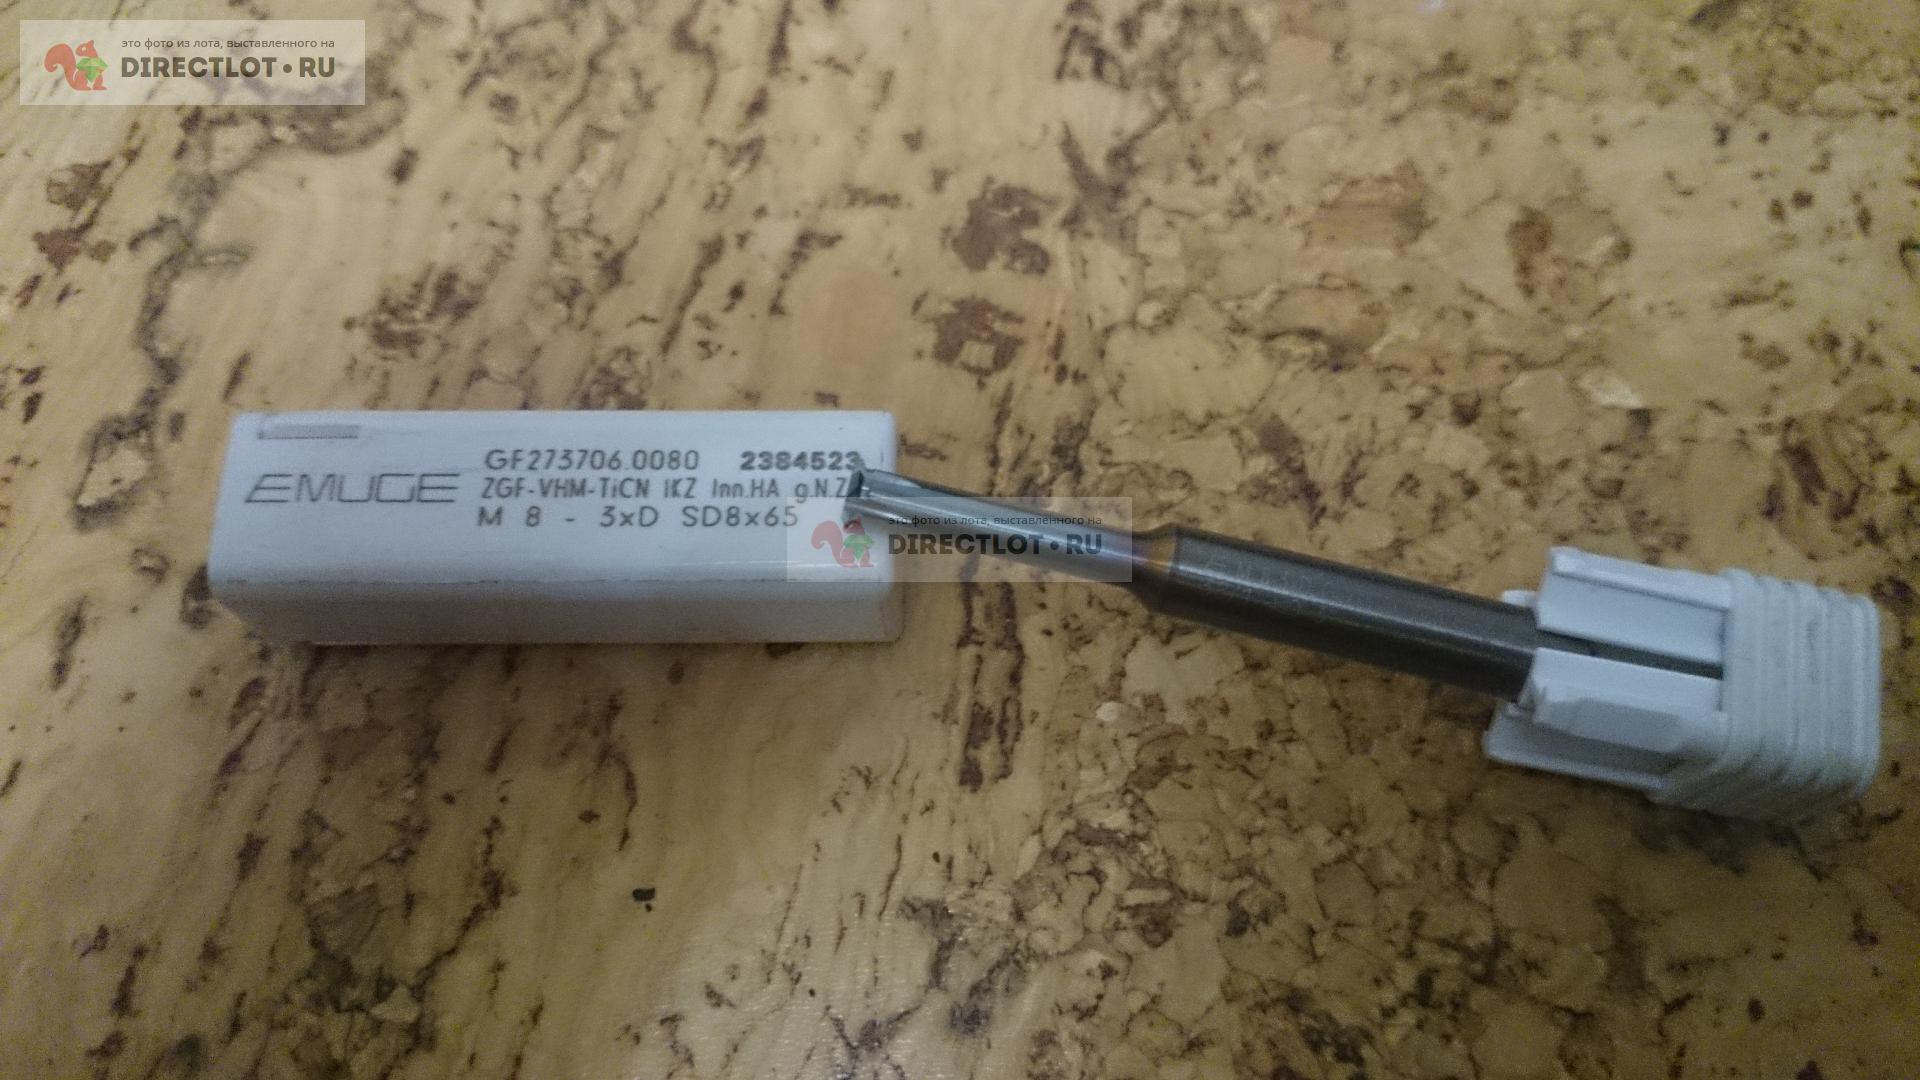 это фото из лота, выставленного на
DIRECTLOT•RU
GF273706.0080 2384523
EMUGE ZGF-VHM-TiCN IKZ Inn.HA g.N.Z
M 8 - 3xD SD8x65
это фото из лота, выставленного на
DIRECTLOT•RU